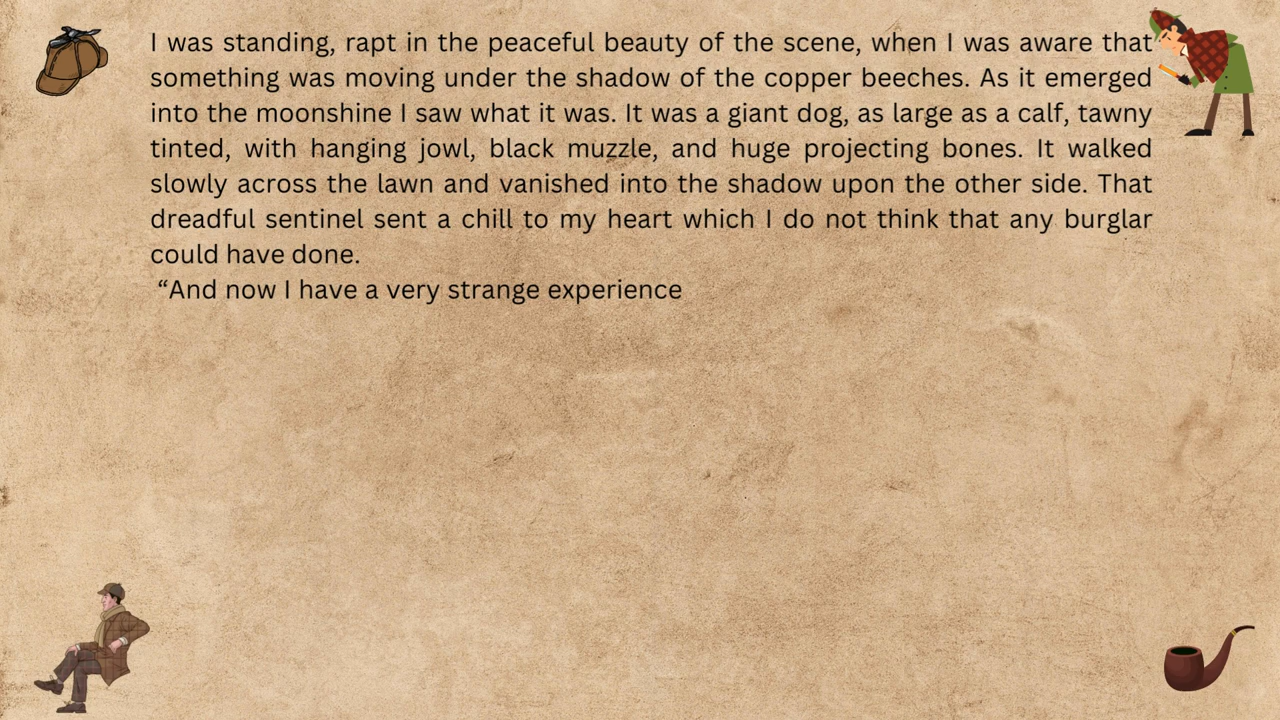 I was standing, rapt in the peaceful beauty of the scene, when I was aware that
something was moving under the shadow of the copper beeches. As it emerged
into the moonshine I saw what it was. It was a giant dog, as large as a calf, tawny
tinted, with hanging jowl, black muzzle, and huge projecting bones. It walked
slowly across the lawn and vanished into the shadow upon the other side. That
dreadful sentinel sent a chill to my heart which I do not think that any burglar
could have done.
“And now I have a very strange experience